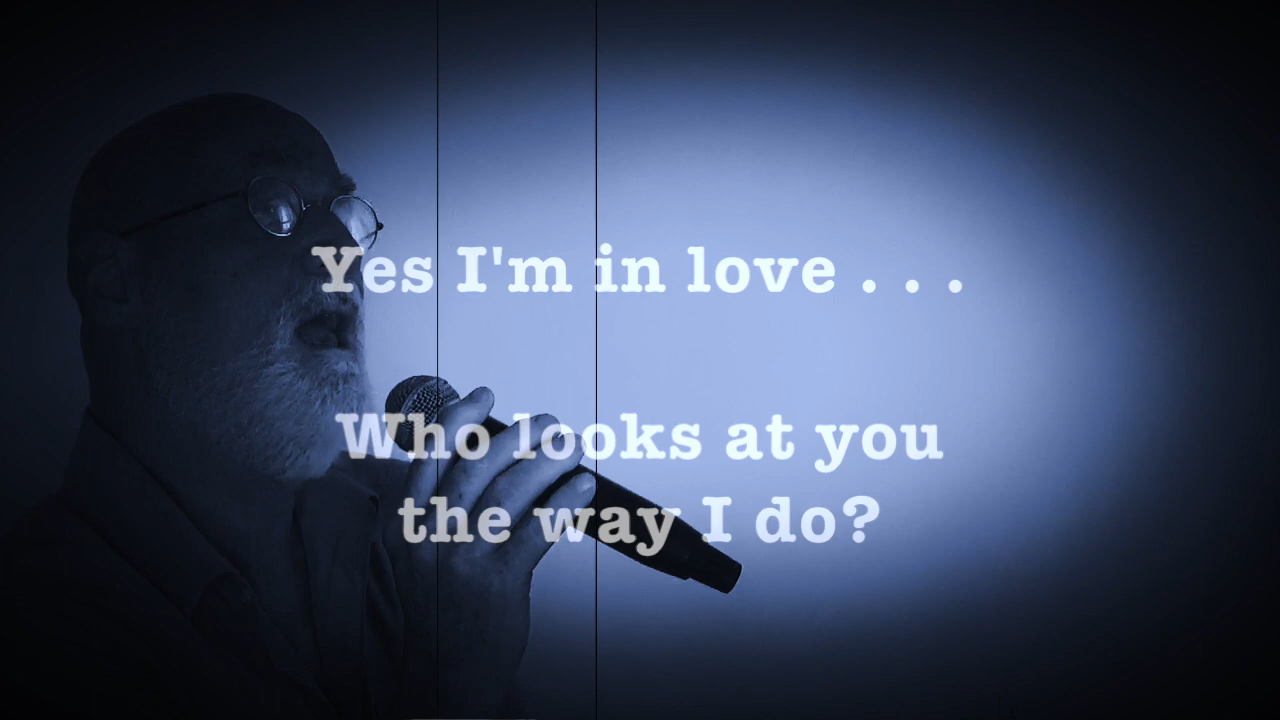 Yes I'm in love . . .
Who looks at you
the way I do?